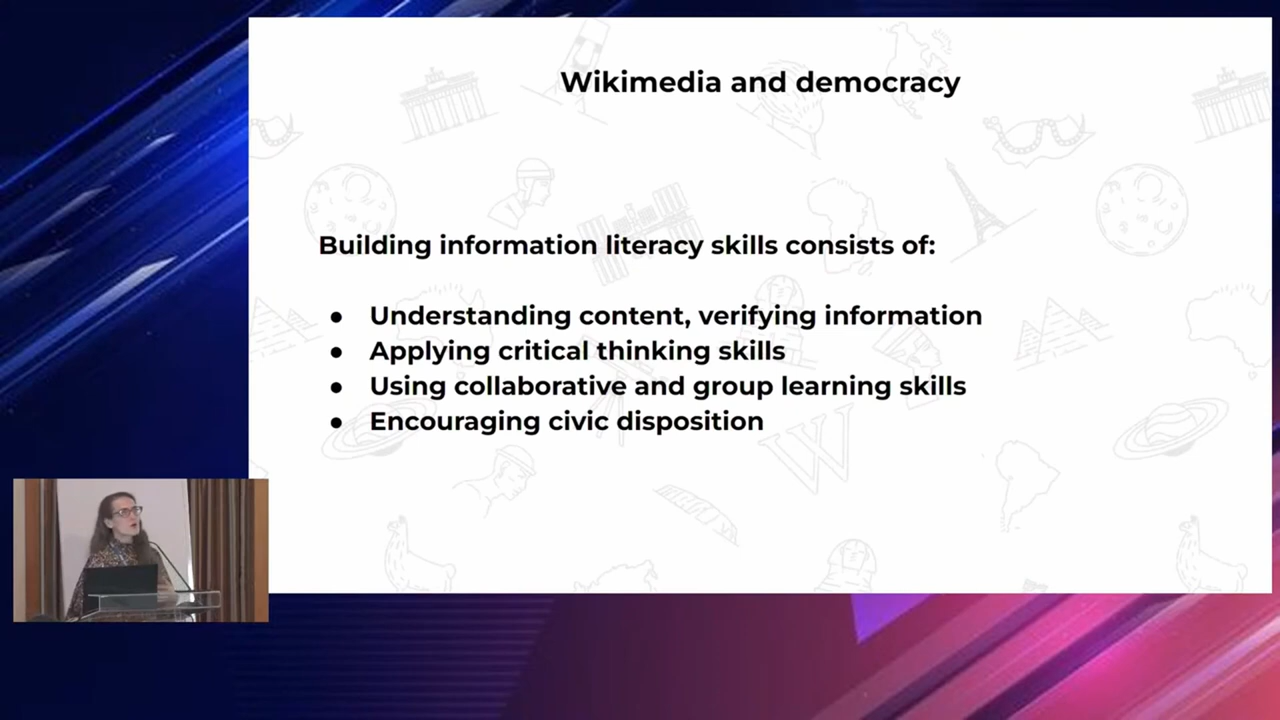 Wikimedia and democracy
Building information literacy skills consists of:
● Understanding content, verifying information
● Applying critical thinking skills
● Using collaborative and group learning skills
● Encouraging civic disposition